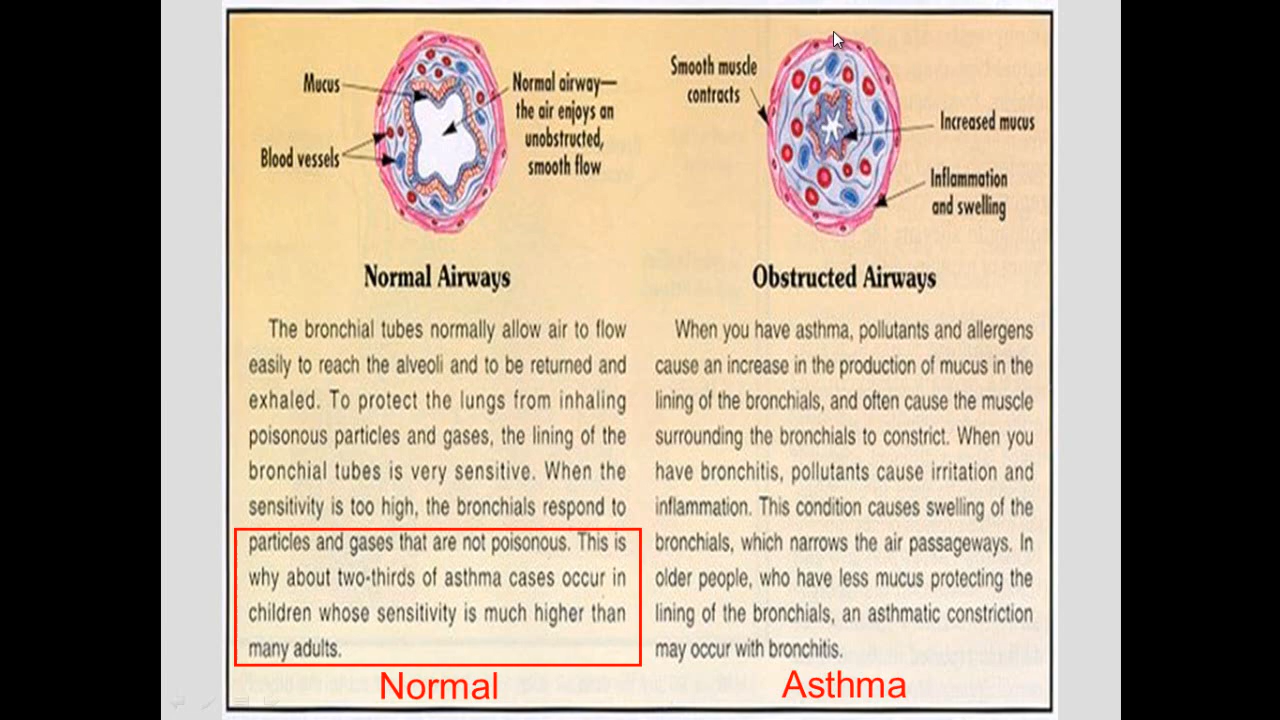 Mucus
Blood vessels
Normal airway—
the air enjoys an
unobstructed,
smooth flow
Smooth muscle
contracts
Increased mucus
Inflammation
and swelling
Normal Airways
The bronchial tubes normally allow air to flow
easily to reach the alveoli and to be returned and
exhaled. To protect the lungs from inhaling
poisonous particles and gases, the lining of the
bronchial tubes is very sensitive. When the
sensitivity is too high, the bronchials respond to
particles and gases that are not poisonous. This is
why about two-thirds of asthma cases occur in
children whose sensitivity is much higher than
many adults.
Normal
Obstructed Airways
When you have asthma, pollutants and allergens
cause an increase in the production of mucus in the
lining of the bronchials, and often cause the muscle
surrounding the bronchials to constrict. When you
have bronchitis, pollutants cause irritation and
inflammation. This condition causes swelling of the
bronchials, which narrows the air passageways. In
older people, who have less mucus protecting the
lining of the bronchials, an asthmatic constriction
may occur with bronchitis.
Asthma